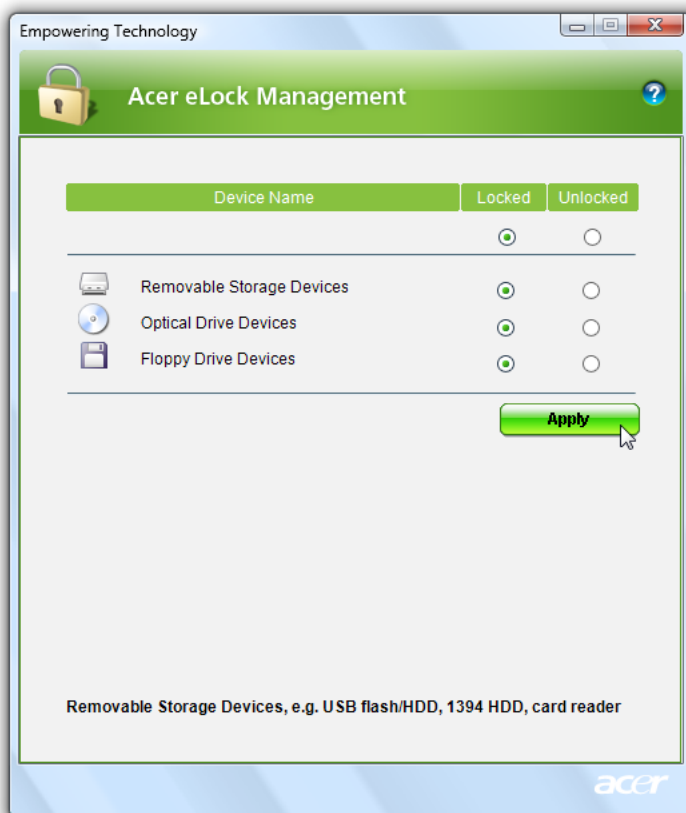 Empowering Technology
Acer eLock Management
?
Device Name Locked Unlocked
Removable Storage Devices
Optical Drive Devices
Floppy Drive Devices
Apply
Removable Storage Devices, e.g. USB flash/HDD, 1394 HDD, card reader
acer